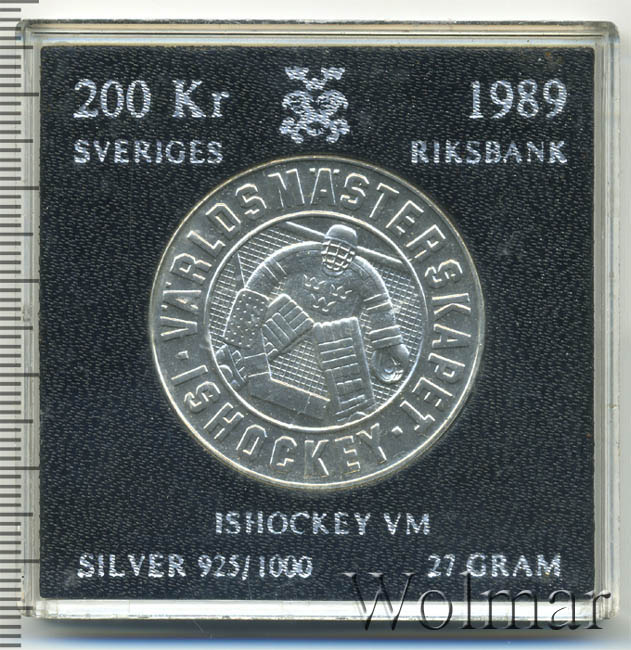 200 Kr 1989
SVERIGES RIKSBANK
VÄRLDSMÄSTERSKAPET · ISHOCKEY ·
ISHOCKEY VM
SILVER 925/1000 27 GRAM
Wolmar